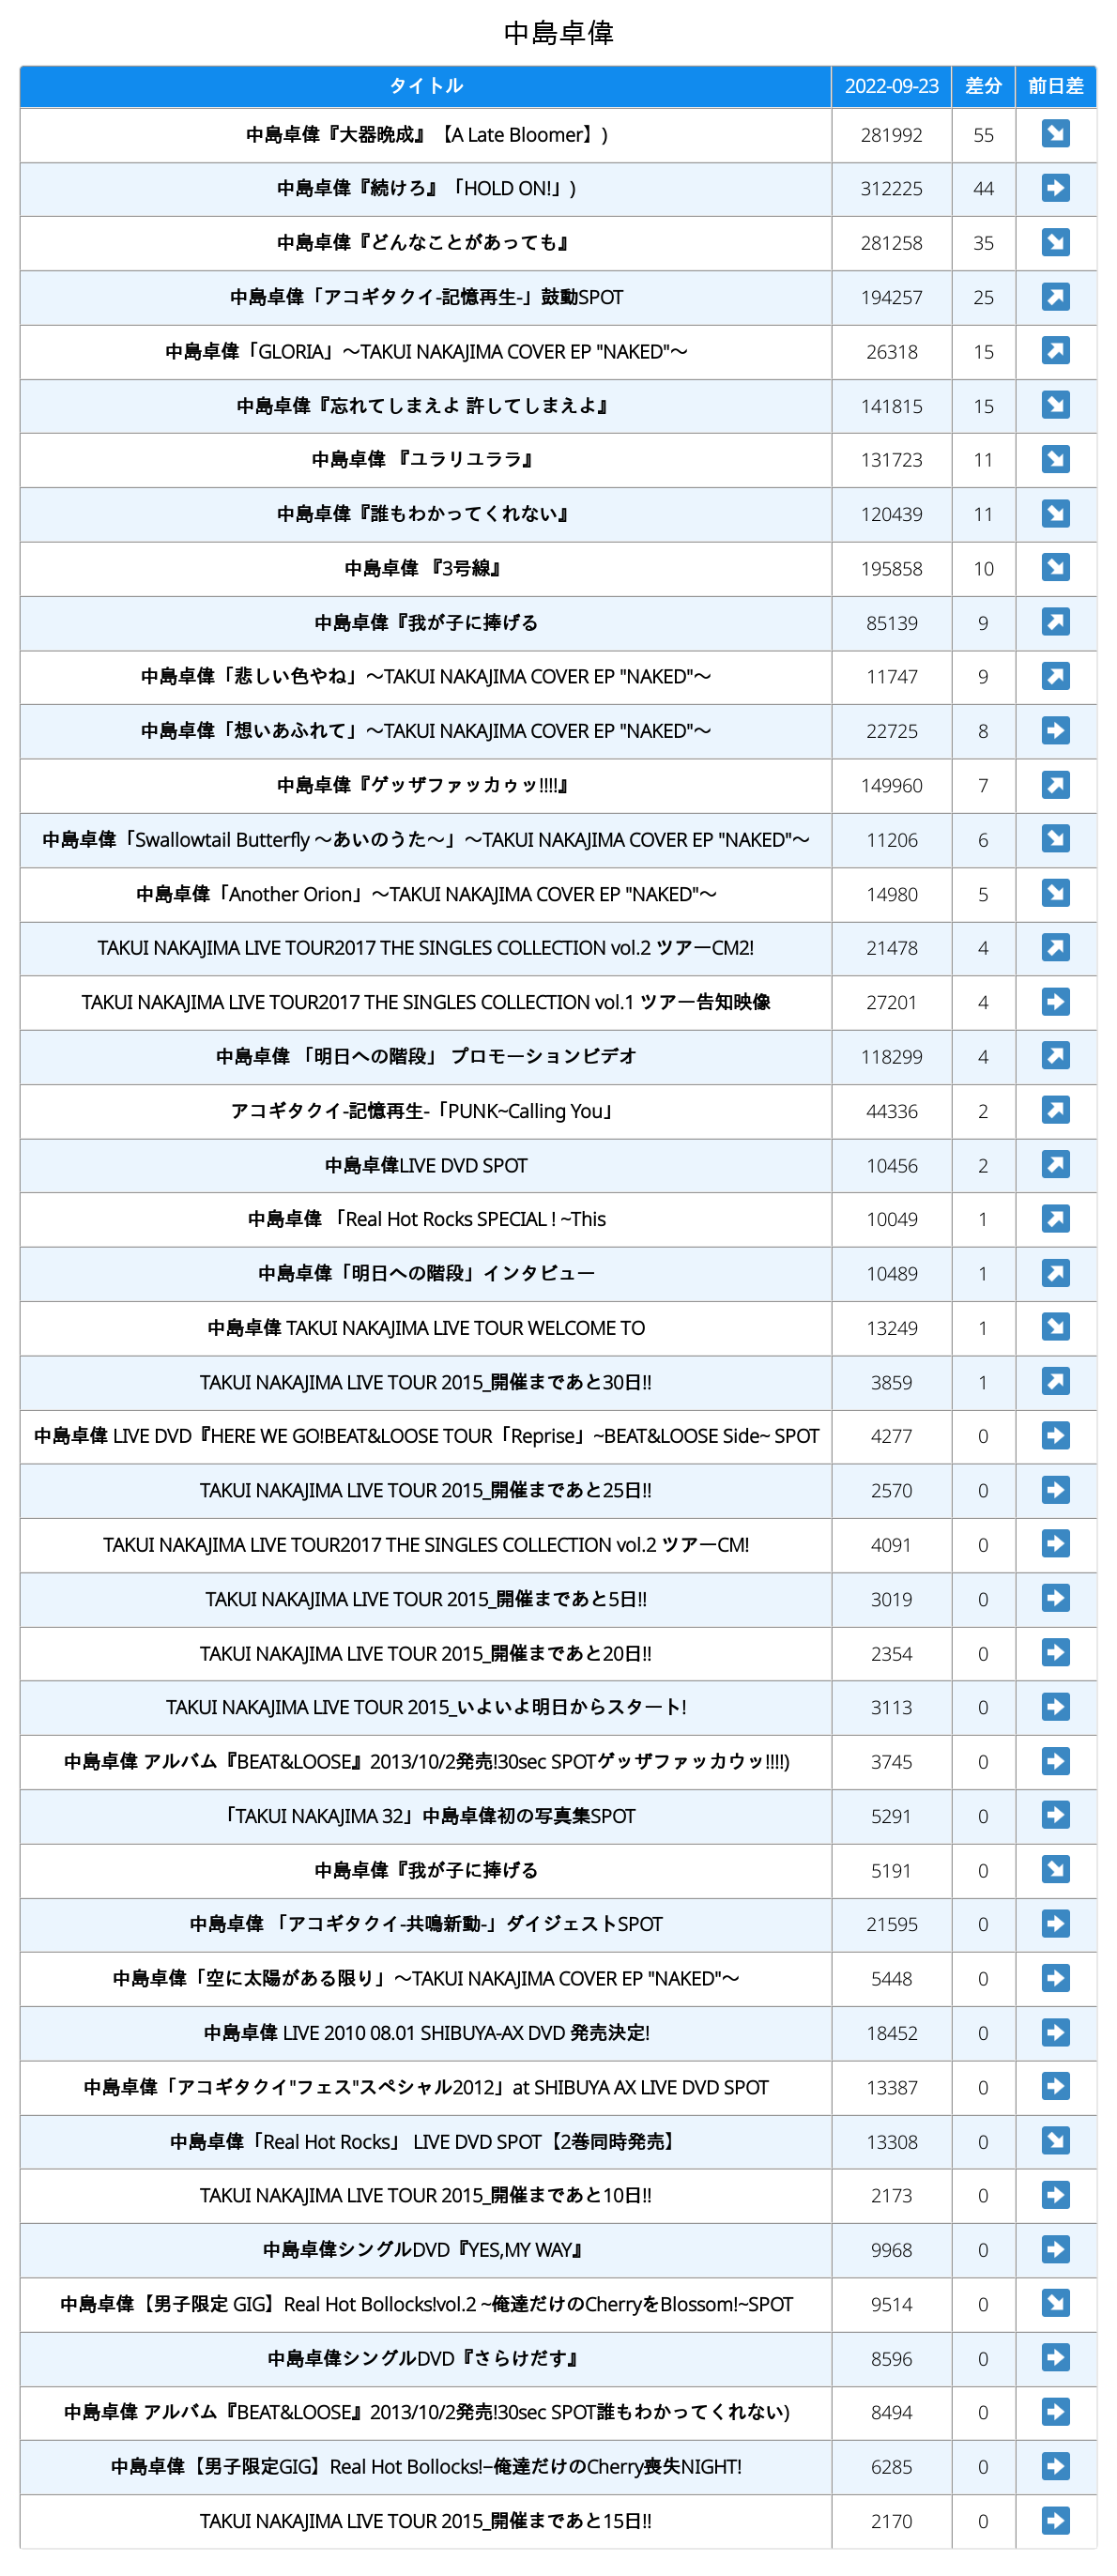 中島卓偉
タイトル 2022-09-23 差分 前日差
中島卓偉『大器晩成』【A Late Bloomer】) 281992 55 ↘
中島卓偉『続けろ』「HOLD ON!」) 312225 44 ➡
中島卓偉『どんなことがあっても』 281258 35 ↘
中島卓偉「アコギタクイ-記憶再生-」鼓動SPOT 194257 25 ↗
中島卓偉「GLORIA」〜TAKUI NAKAJIMA COVER EP "NAKED"〜 26318 15 ↗
中島卓偉『忘れてしまえよ 許してしまえよ』 141815 15 ↘
中島卓偉 『ユラリユララ』 131723 11 ↘
中島卓偉『誰もわかってくれない』 120439 11 ↘
中島卓偉 『3号線』 195858 10 ↘
中島卓偉『我が子に捧げる 85139 9 ↗
中島卓偉「悲しい色やね」〜TAKUI NAKAJIMA COVER EP "NAKED"〜 11747 9 ↗
中島卓偉「想いあふれて」〜TAKUI NAKAJIMA COVER EP "NAKED"〜 22725 8 ➡
中島卓偉『ゲッザファッカゥッ!!!!』 149960 7 ↗
中島卓偉「Swallowtail Butterfly 〜あいのうた〜」〜TAKUI NAKAJIMA COVER EP "NAKED"〜 11206 6 ↘
中島卓偉「Another Orion」〜TAKUI NAKAJIMA COVER EP "NAKED"〜 14980 5 ↘
TAKUI NAKAJIMA LIVE TOUR2017 THE SINGLES COLLECTION vol.2 ツアーCM2! 21478 4 ↗
TAKUI NAKAJIMA LIVE TOUR2017 THE SINGLES COLLECTION vol.1 ツアー告知映像 27201 4 ➡
中島卓偉 「明日への階段」 プロモーションビデオ 118299 4 ↗
アコギタクイ-記憶再生-「PUNK~Calling You」 44336 2 ↗
中島卓偉LIVE DVD SPOT 10456 2 ↗
中島卓偉 「Real Hot Rocks SPECIAL ! ~This 10049 1 ↗
中島卓偉「明日への階段」インタビュー 10489 1 ↗
中島卓偉 TAKUI NAKAJIMA LIVE TOUR WELCOME TO 13249 1 ↘
TAKUI NAKAJIMA LIVE TOUR 2015_開催まであと30日!! 3859 1 ↗
中島卓偉 LIVE DVD『HERE WE GO!BEAT&LOOSE TOUR「Reprise」~BEAT&LOOSE Side~ SPOT 4277 0 ➡
TAKUI NAKAJIMA LIVE TOUR 2015_開催まであと25日!! 2570 0 ➡
TAKUI NAKAJIMA LIVE TOUR2017 THE SINGLES COLLECTION vol.2 ツアーCM! 4091 0 ➡
TAKUI NAKAJIMA LIVE TOUR 2015_開催まであと5日!! 3019 0 ➡
TAKUI NAKAJIMA LIVE TOUR 2015_開催まであと20日!! 2354 0 ➡
TAKUI NAKAJIMA LIVE TOUR 2015_いよいよ明日からスタート! 3113 0 ➡
中島卓偉 アルバム『BEAT&LOOSE』2013/10/2発売!30sec SPOTゲッザファッカウッ!!!!) 3745 0 ➡
「TAKUI NAKAJIMA 32」中島卓偉初の写真集SPOT 5291 0 ➡
中島卓偉『我が子に捧げる 5191 0 ↘
中島卓偉 「アコギタクイ-共鳴新動-」ダイジェストSPOT 21595 0 ➡
中島卓偉「空に太陽がある限り」〜TAKUI NAKAJIMA COVER EP "NAKED"〜 5448 0 ➡
中島卓偉 LIVE 2010 08.01 SHIBUYA-AX DVD 発売決定! 18452 0 ➡
中島卓偉「アコギタクイ"フェス"スペシャル2012」at SHIBUYA AX LIVE DVD SPOT 13387 0 ➡
中島卓偉「Real Hot Rocks」 LIVE DVD SPOT【2巻同時発売】 13308 0 ↘
TAKUI NAKAJIMA LIVE TOUR 2015_開催まであと10日!! 2173 0 ➡
中島卓偉シングルDVD『YES,MY WAY』 9968 0 ➡
中島卓偉【男子限定 GIG】Real Hot Bollocks!vol.2 ~俺達だけのCherryをBlossom!~SPOT 9514 0 ↘
中島卓偉シングルDVD『さらけだす』 8596 0 ➡
中島卓偉 アルバム『BEAT&LOOSE』2013/10/2発売!30sec SPOT誰もわかってくれない) 8494 0 ➡
中島卓偉【男子限定GIG】Real Hot Bollocks!−俺達だけのCherry喪失NIGHT! 6285 0 ➡
TAKUI NAKAJIMA LIVE TOUR 2015_開催まであと15日!! 2170 0 ➡